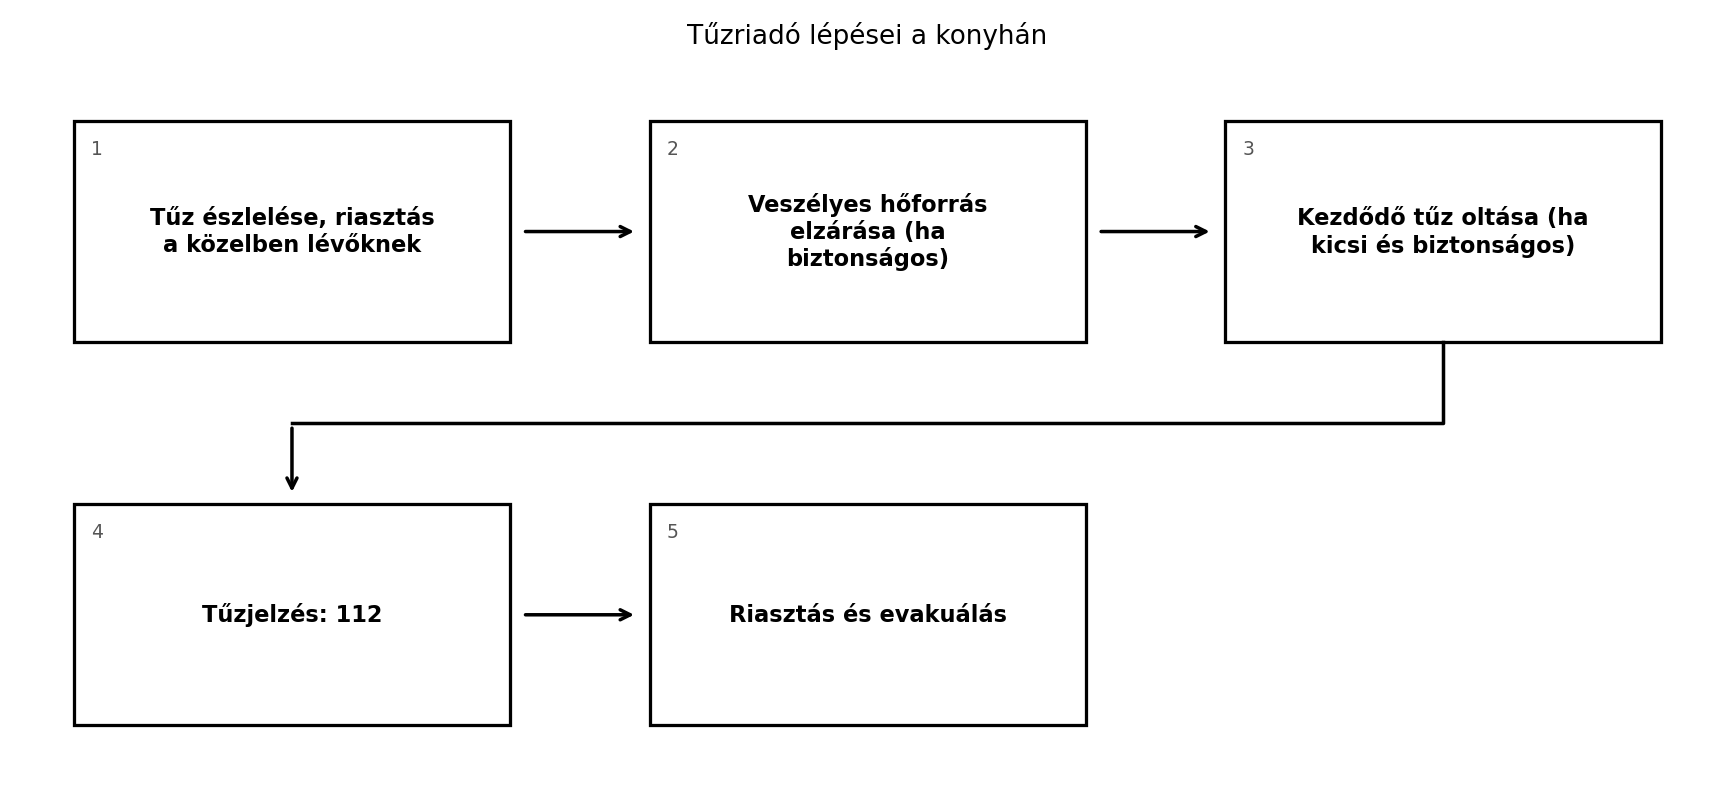 Tűzriadó lépései a konyhán
1
Tűz észlelése, riasztás
a közelben lévőknek
2
Veszélyes hőforrás
elzárása (ha
biztonságos)
3
Kezdődő tűz oltása (ha
kicsi és biztonságos)
4
Tűzjelzés: 112
5
Riasztás és evakuálás